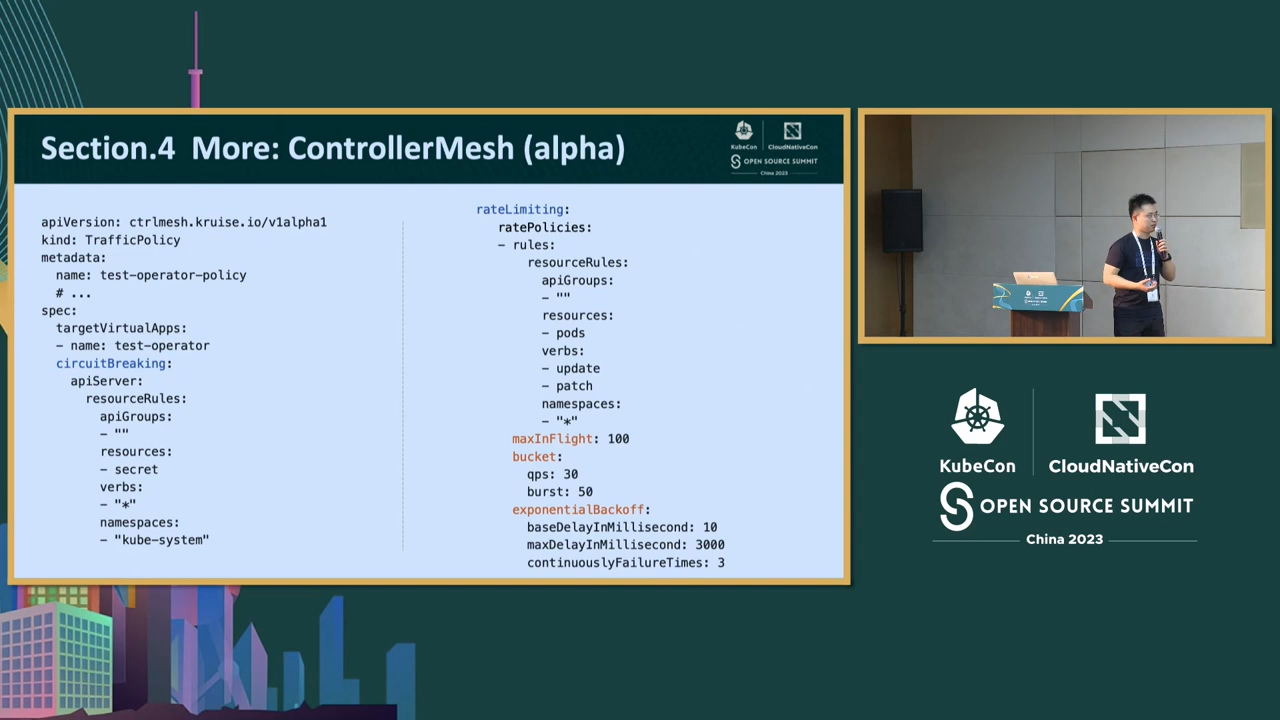 Section.4 More: ControllerMesh (alpha)
KubeCon
CloudNativeCon
OPEN SOURCE SUMMIT
China 2023
apiVersion: ctrlmesh.kruise.io/v1alpha1
kind: TrafficPolicy
metadata:
  name: test-operator-policy
  # ...
spec:
  targetVirtualApps:
  - name: test-operator
  circuitBreaking:
    apiServer:
      resourceRules:
        apiGroups:
        - ""
        resources:
        - secret
        verbs:
        - "*"
        namespaces:
        - "kube-system"
rateLimiting:
   ratePolicies:
   - rules:
       resourceRules:
         apiGroups:
         - ""
         resources:
         - pods
         verbs:
         - update
         - patch
         namespaces:
         - "*"
     maxInFlight: 100
     bucket:
       qps: 30
       burst: 50
     exponentialBackoff:
       baseDelayInMillisecond: 10
       maxDelayInMillisecond: 3000
       continuouslyFailureTimes: 3
KubeCon
CloudNativeCon
OPEN SOURCE SUMMIT
China 2023